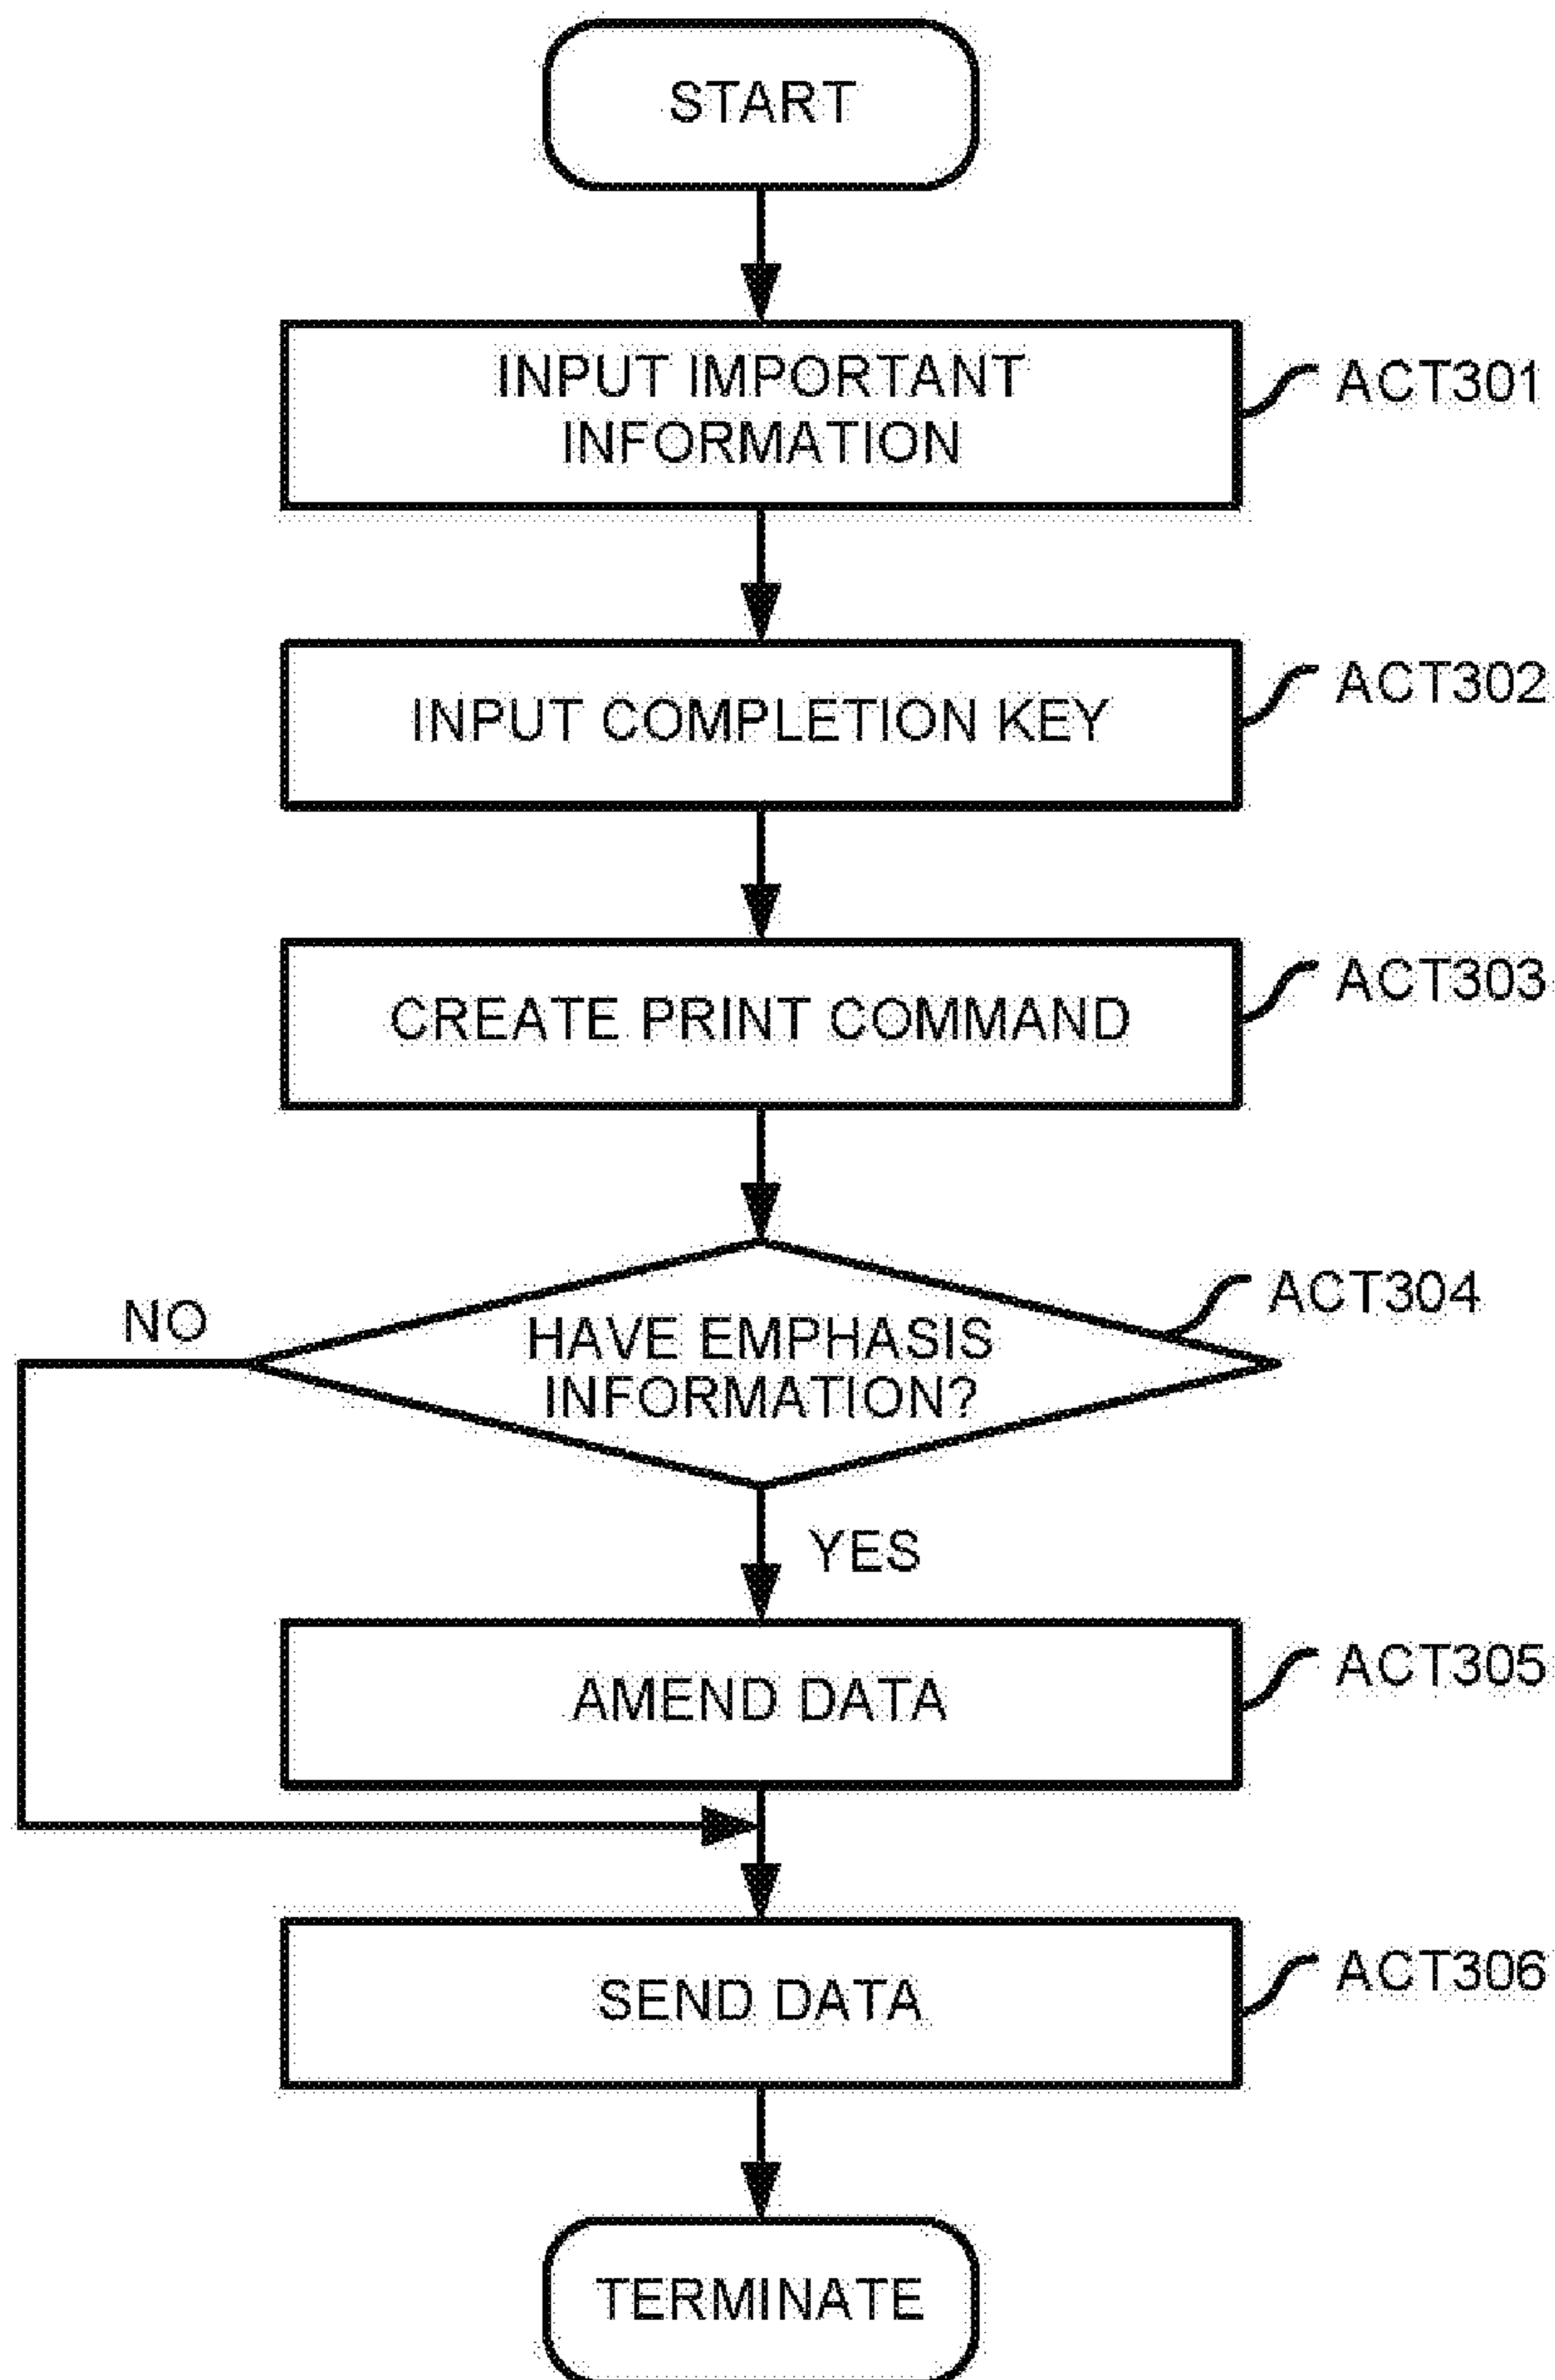 START
INPUT IMPORTANT
INFORMATION
ACT301
INPUT COMPLETION KEY
ACT302
CREATE PRINT COMMAND
ACT303
NO
HAVE EMPHASIS
INFORMATION?
ACT304
YES
AMEND DATA
ACT305
SEND DATA
ACT306
TERMINATE